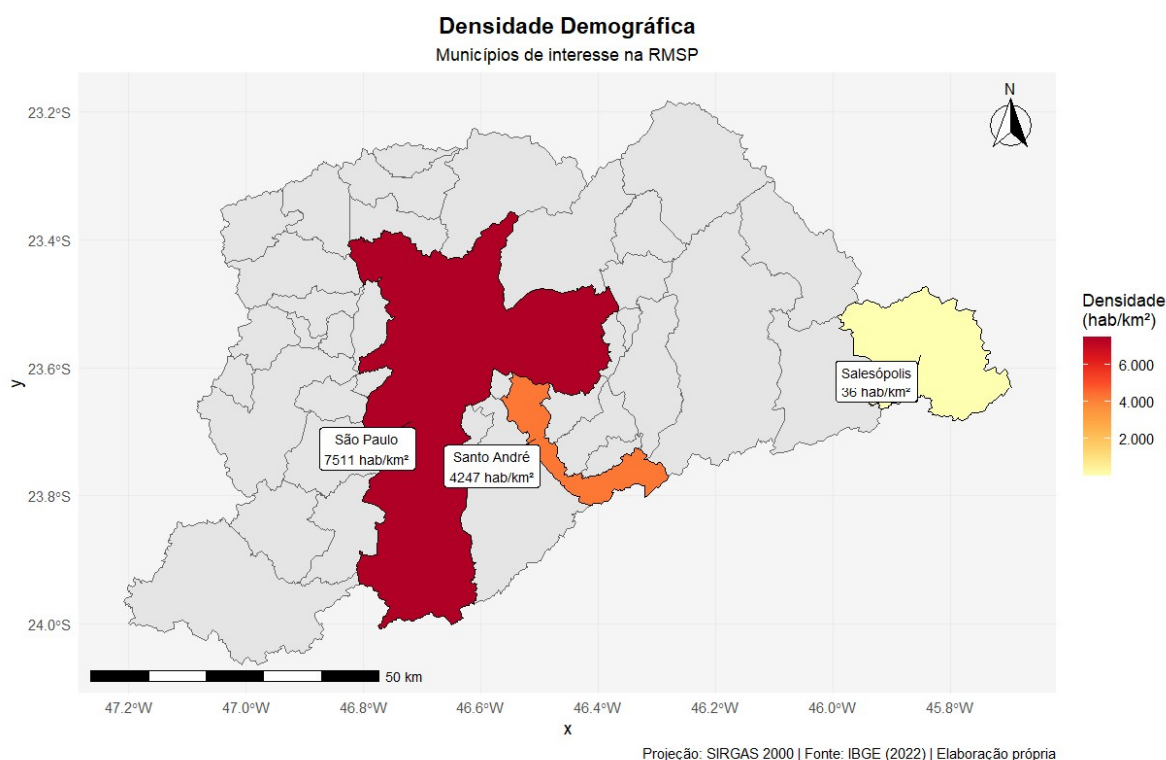 Densidade Demográfica
Municípios de interesse na RMSP
N
23.2°S
23.4°S
23.6°S
23.8°S
24.0°S
y
São Paulo
7511 hab/km²
Santo André
4247 hab/km²
Salesópolis
36 hab/km²
Densidade
(hab/km²)
6.000
4.000
2.000
50 km
47.2°W 47.0°W 46.8°W 46.6°W 46.4°W 46.2°W 46.0°W 45.8°W
x
Projeção: SIRGAS 2000 | Fonte: IBGE (2022) | Elaboração própria